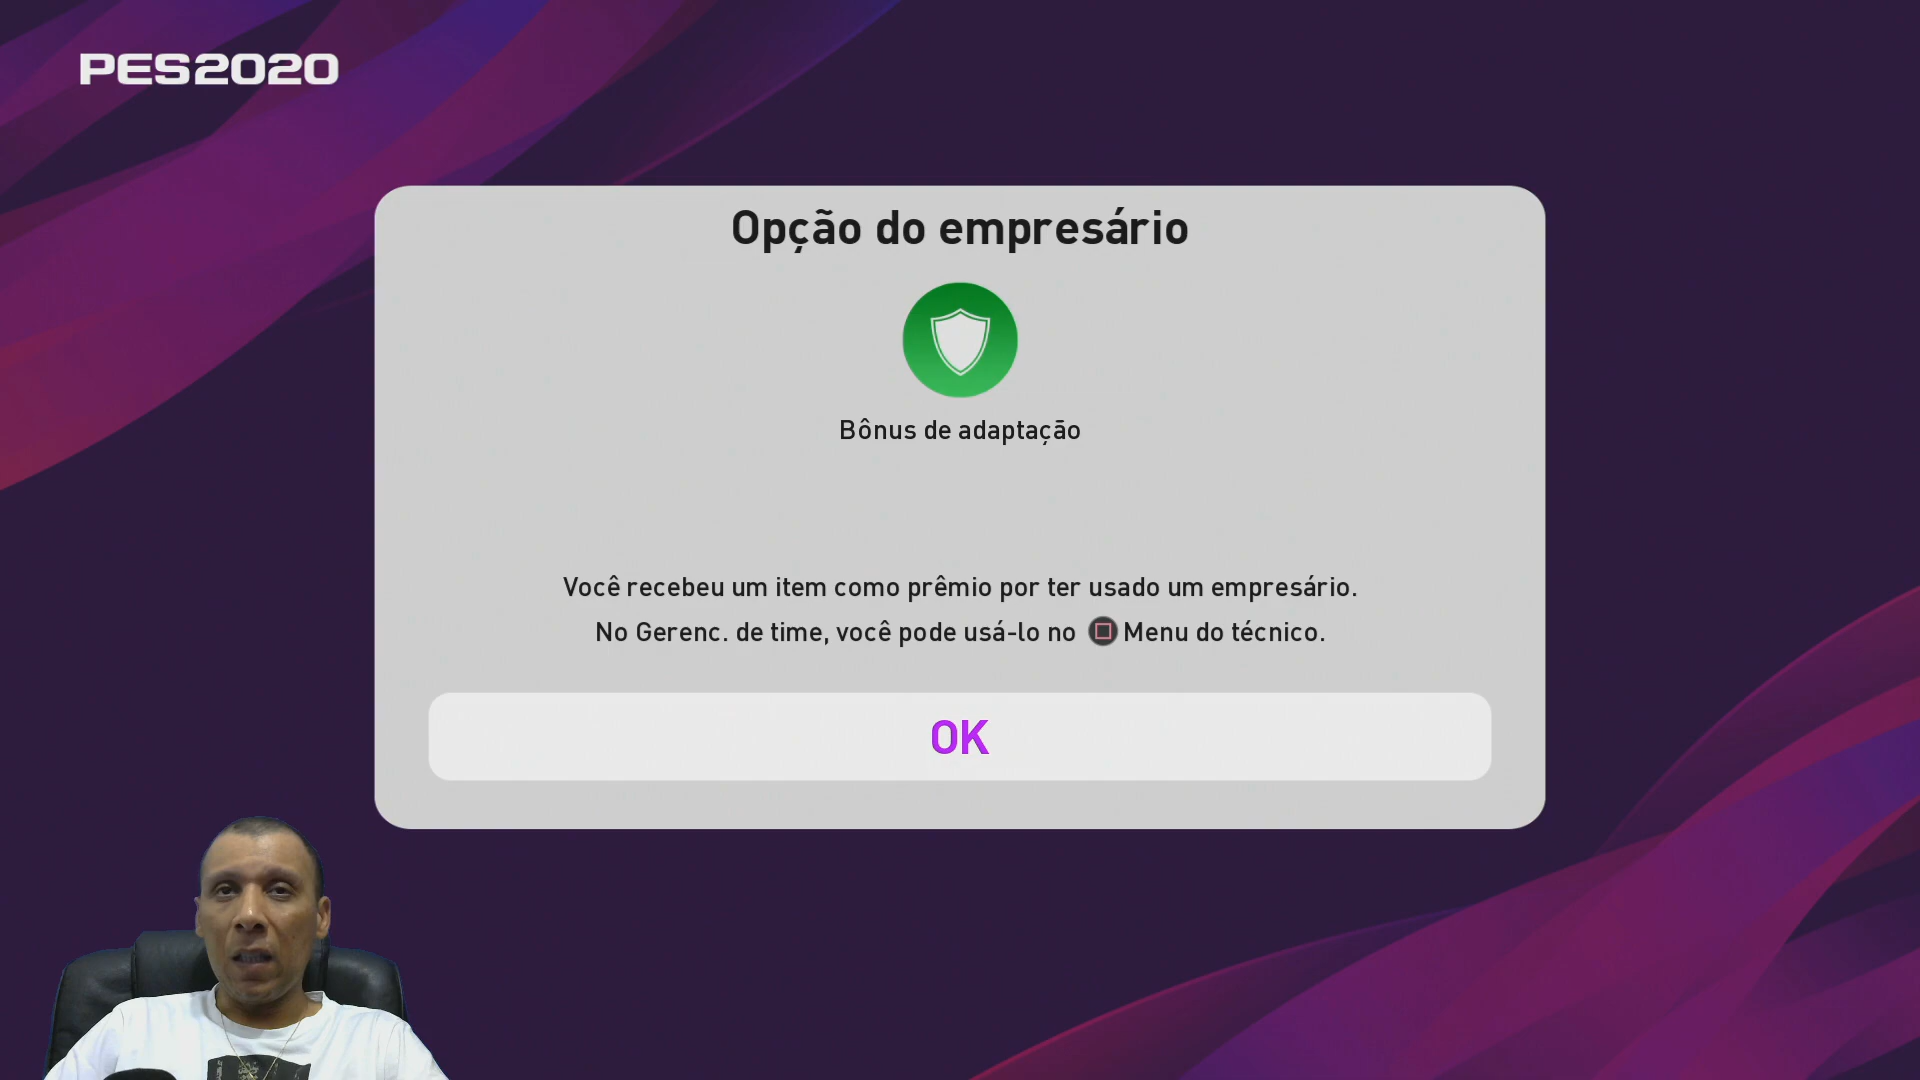 PES2020
Opção do empresário
Bônus de adaptação
Você recebeu um item como prêmio por ter usado um empresário.
No Gerenc. de time, você pode usá-lo no Menu do técnico.
OK